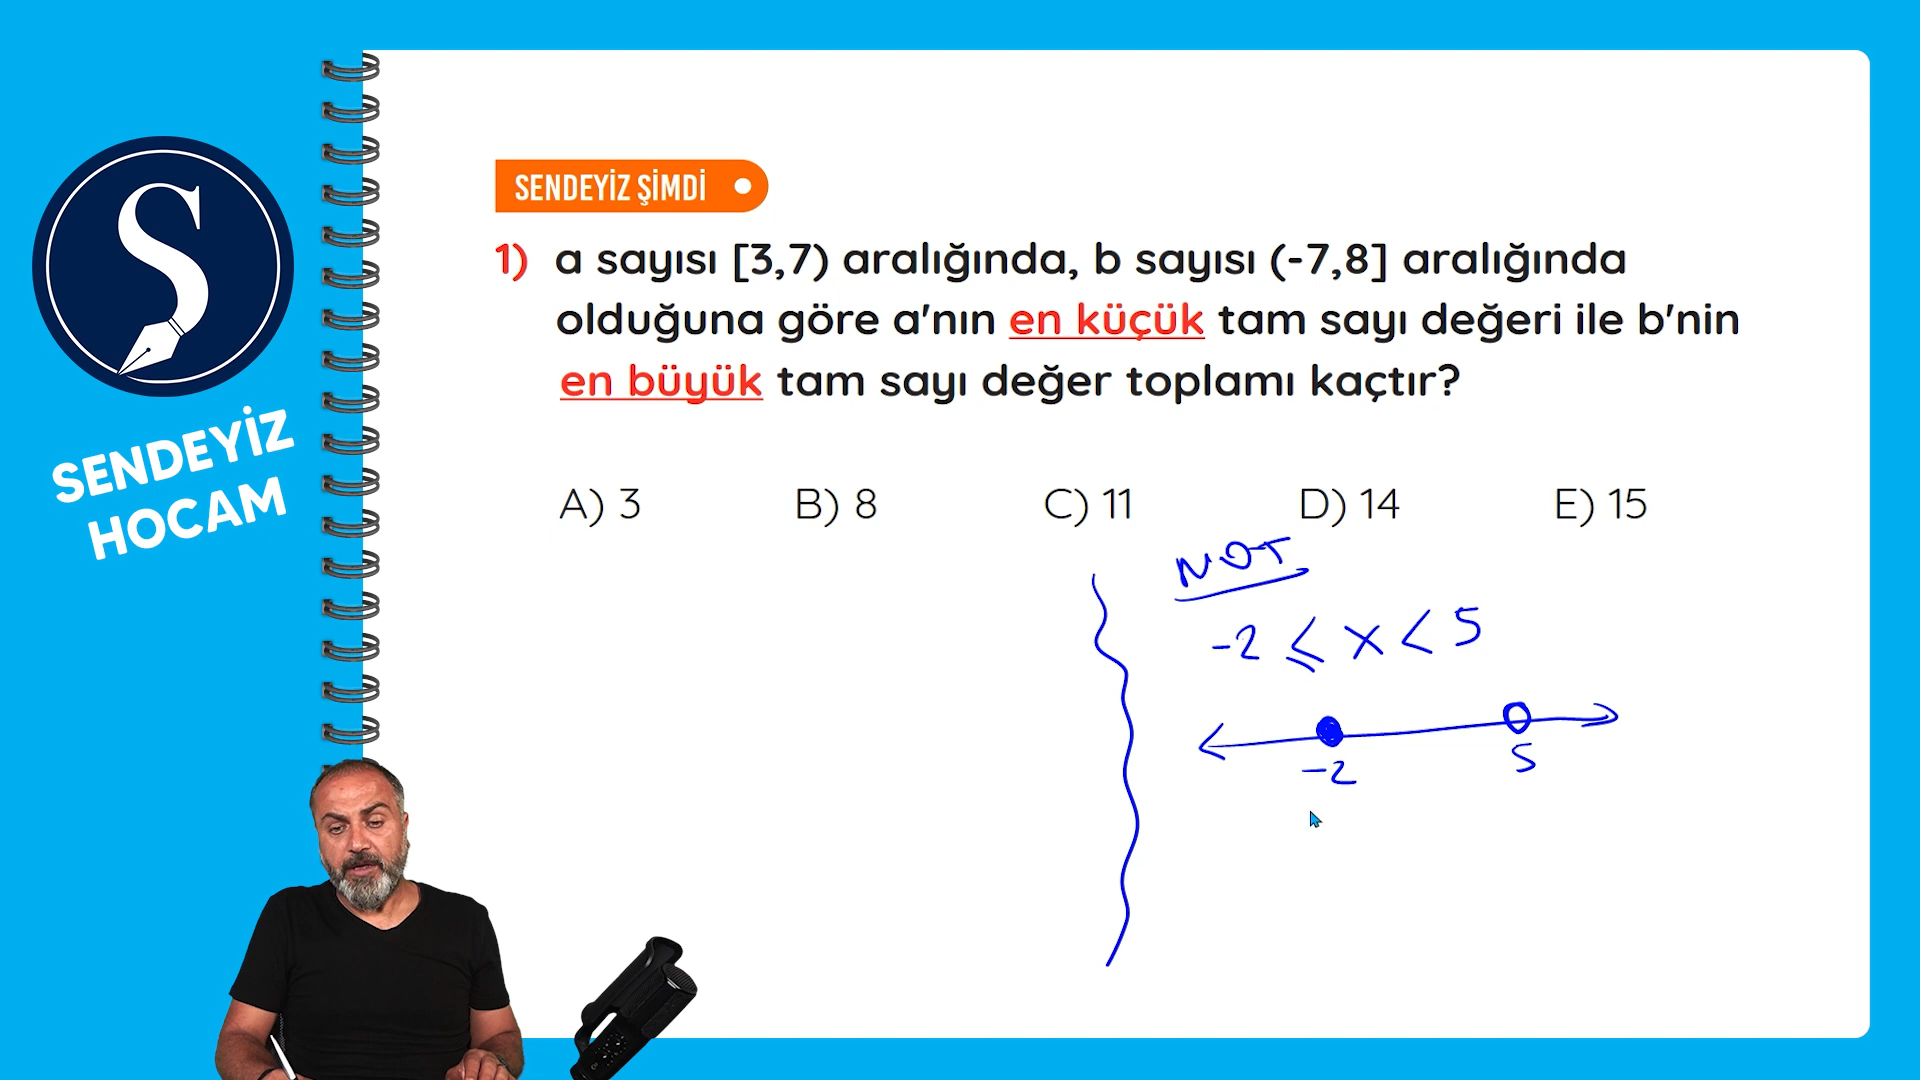 SENDEYİZ
HOCAM
SENDEYİZ ŞİMDİ
1) a sayısı [3,7) aralığında, b sayısı (-7,8] aralığında
olduğuna göre a'nın en küçük tam sayı değeri ile b'nin
en büyük tam sayı değer toplamı kaçtır?
A) 3 B) 8 C) 11 D) 14 E) 15
NOT
-2 ≤ x < 5
-2 5